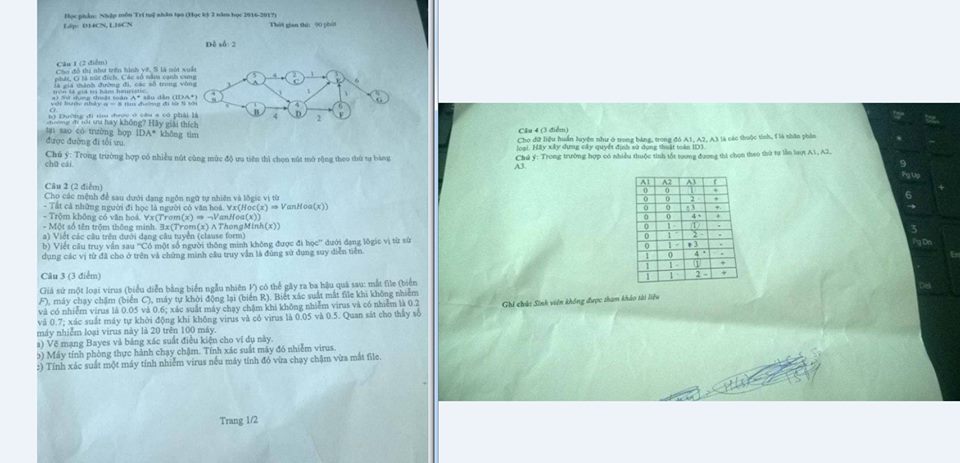 Học phần: Nhập môn Trí tuệ nhân tạo (Học kỳ 2 năm học 2016-2017)
Lớp: D14CN, L16CN Thời gian thi: 90 phút
Đề số: 2
Câu 1 (2 điểm)
Cho đồ thị như trên hình vẽ, S là nút xuất
phát, G là nút đích. Các số nằm cạnh cung
là giá thành đường đi, các số trong vòng
tròn là giá trị hàm heuristic.
a) Sử dụng thuật toán A* sâu dần (IDA*)
với bước nhảy α = 8 tìm đường đi từ S tới
G.
b) Đường đi tìm được ở câu a có phải là
đường đi tối ưu hay không? Hãy giải thích
tại sao có trường hợp IDA* không tìm
được đường đi tối ưu.
S
A
B
C
D
F
G
Chú ý: Trong trường hợp có nhiều nút cùng mức độ ưu tiên thì chọn nút mở rộng theo thứ tự bảng
chữ cái.
Câu 2 (2 điểm)
Cho các mệnh đề sau dưới dạng ngôn ngữ tự nhiên và lôgic vị từ
- Tất cả những người đi học là người có văn hoá. ∀x(Hoc(x) ⇒ VanHoa(x))
- Trộm không có văn hoá. ∀x(Trom(x) ⇒ ¬VanHoa(x))
- Một số tên trộm thông minh. ∃x(Trom(x) ∧ ThongMinh(x))
a) Viết các câu trên dưới dạng câu tuyển (clause form)
b) Viết câu truy vấn sau “Có một số người thông minh không được đi học” dưới dạng lôgic vị từ sử
dụng các vị từ đã cho ở trên và chứng minh câu truy vấn là đúng sử dụng suy diễn tiến.
Câu 3 (3 điểm)
Giả sử một loại virus (biểu diễn bằng biến ngẫu nhiên V) có thể gây ra ba hậu quả sau: mất file (biến
F), máy chạy chậm (biến C), máy tự khởi động lại (biến R). Biết xác suất mất file khi không nhiễm
và có nhiễm virus là 0.05 và 0.6; xác suất máy chạy chậm khi không nhiễm virus và có nhiễm là 0.2
và 0.7; xác suất máy tự khởi động khi không virus và có virus là 0.05 và 0.5. Quan sát cho thấy số
máy nhiễm loại virus này là 20 trên 100 máy.
a) Vẽ mạng Bayes và bảng xác suất điều kiện cho ví dụ này.
b) Máy tính phòng thực hành chạy chậm. Tính xác suất máy đó nhiễm virus.
c) Tính xác suất một máy tính nhiễm virus nếu máy tính đó vừa chạy chậm vừa mất file.
Trang 1/2
Câu 4 (3 điểm)
Cho dữ liệu huấn luyện như ở trong bảng, trong đó A1, A2, A3 là các thuộc tính, f là nhãn phân
loại. Hãy xây dựng cây quyết định sử dụng thuật toán ID3.
Chú ý: Trong trường hợp có nhiều thuộc tính tốt tương đương thì chọn theo thứ tự lần lượt A1, A2,
A3.
A1 A2 A3 f
0 0 1 +
0 0 2 +
0 0 3 +
0 0 4 +
0 1 1 -
0 1 2 -
0 1 3 -
1 0 4 -
1 1 1 +
1 1 2 +
Ghi chú: Sinh viên không được tham khảo tài liệu
9
Pg Up
6
3
Pg Dn
Del